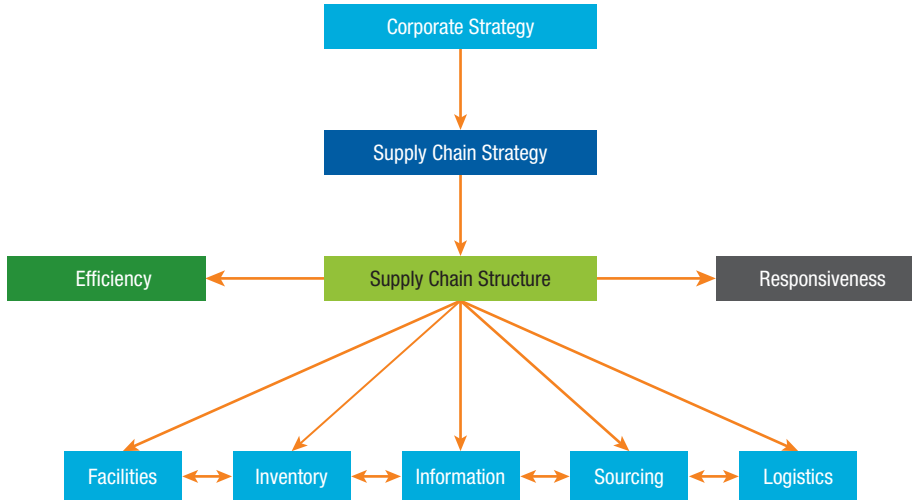 Corporate Strategy
Supply Chain Strategy
Efficiency
Supply Chain Structure
Responsiveness
Facilities
Inventory
Information
Sourcing
Logistics